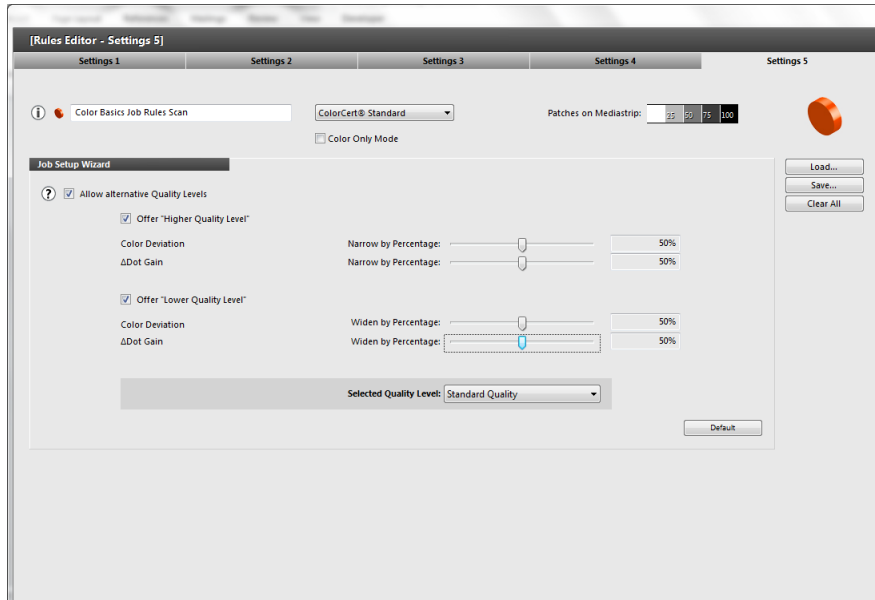 [Rules Editor - Settings 5]
Settings 1 Settings 2 Settings 3 Settings 4 Settings 5
Color Basics Job Rules Scan ColorCert® Standard Patches on Mediastrip: 25 50 75 100
Color Only Mode
Job Setup Wizard Load...
? Allow alternative Quality Levels Save...
Clear All
Offer "Higher Quality Level"
Color Deviation Narrow by Percentage: 50%
ΔDot Gain Narrow by Percentage: 50%
Offer "Lower Quality Level"
Color Deviation Widen by Percentage: 50%
ΔDot Gain Widen by Percentage: 50%
Selected Quality Level: Standard Quality
Default